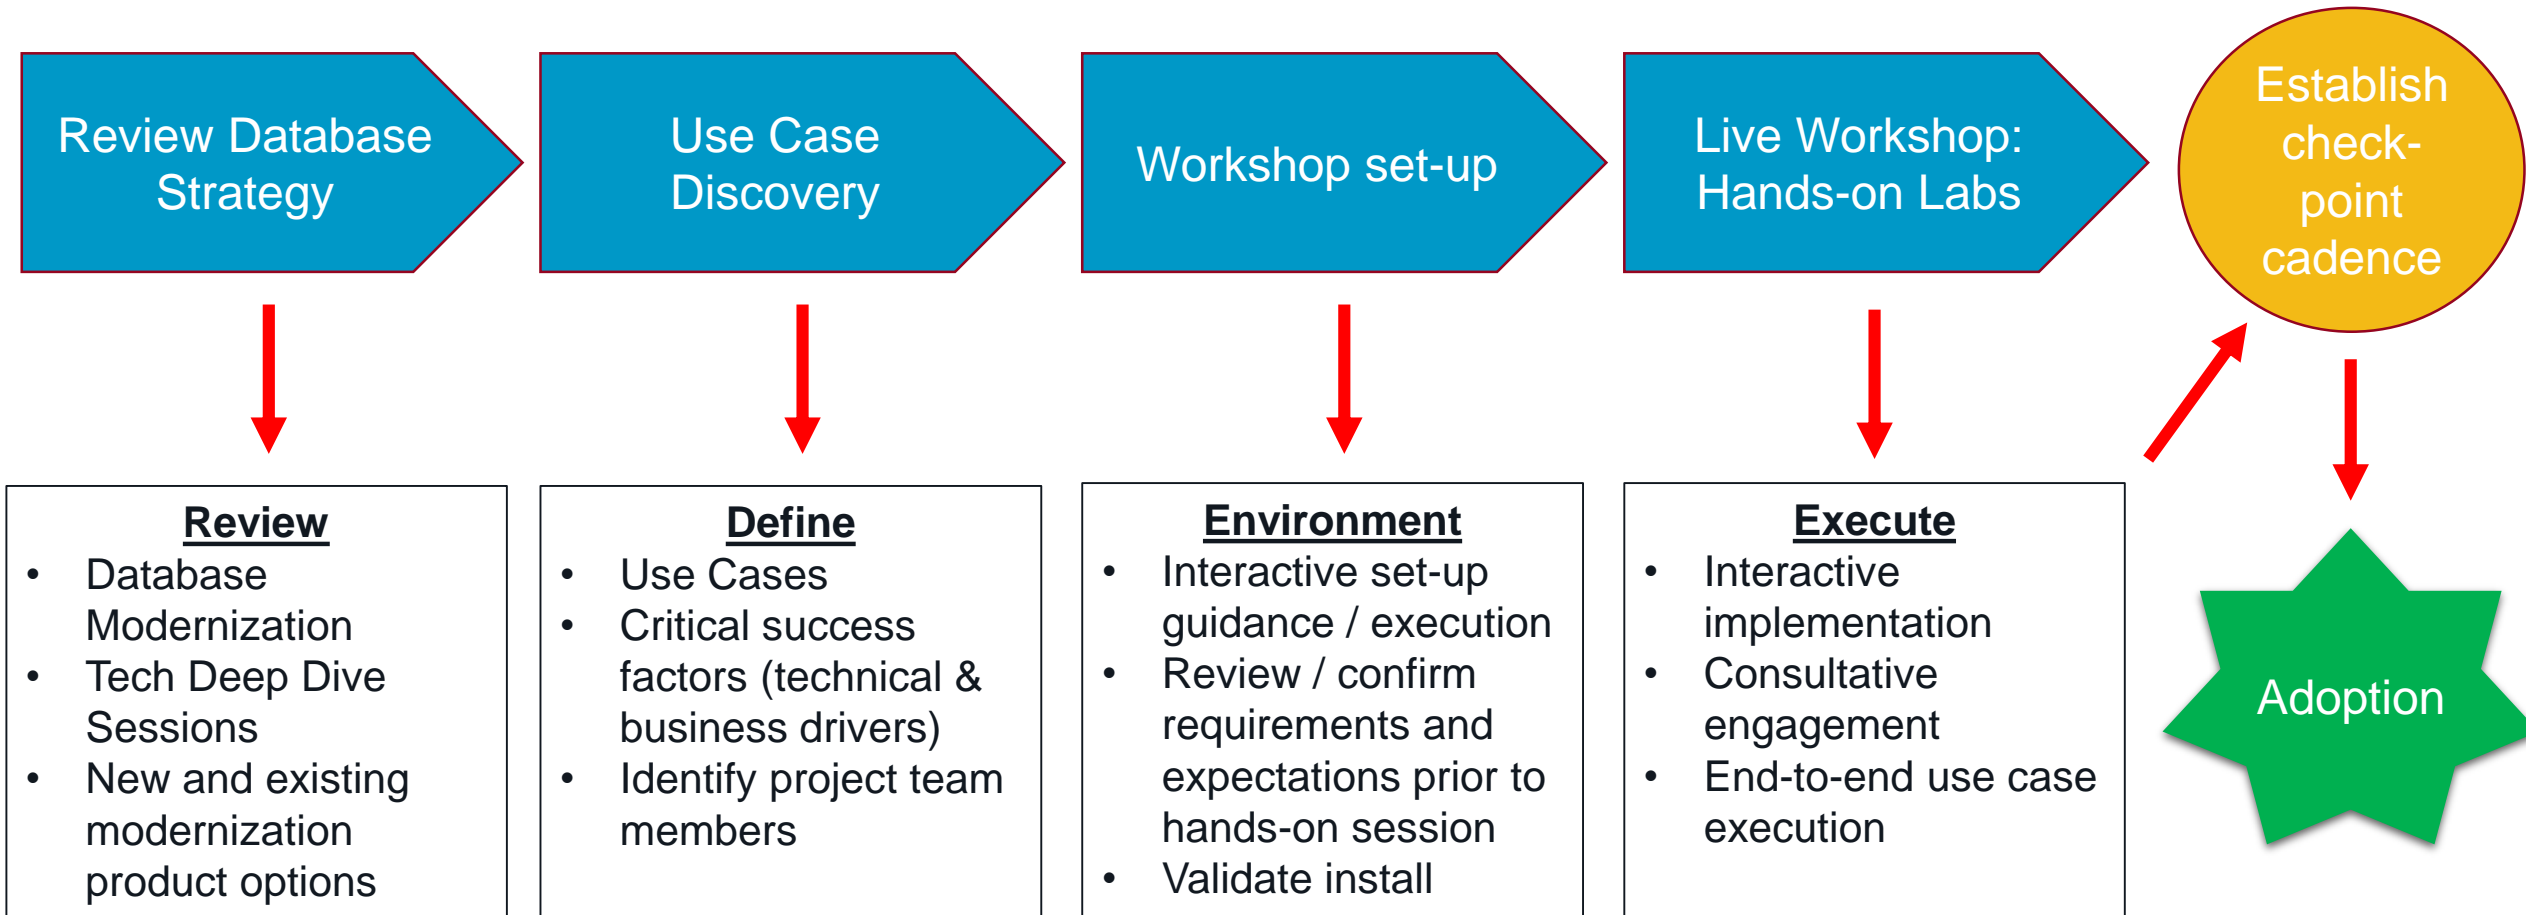 Review Database
Strategy
Use Case
Discovery
Workshop set-up
Live Workshop:
Hands-on Labs
Establish
check-
point
cadence
Review
• Database
Modernization
• Tech Deep Dive
Sessions
• New and existing
modernization
product options
Define
• Use Cases
• Critical success
factors (technical &
business drivers)
• Identify project team
members
Environment
• Interactive set-up
guidance / execution
• Review / confirm
requirements and
expectations prior to
hands-on session
• Validate install
Execute
• Interactive
implementation
• Consultative
engagement
• End-to-end use case
execution
Adoption